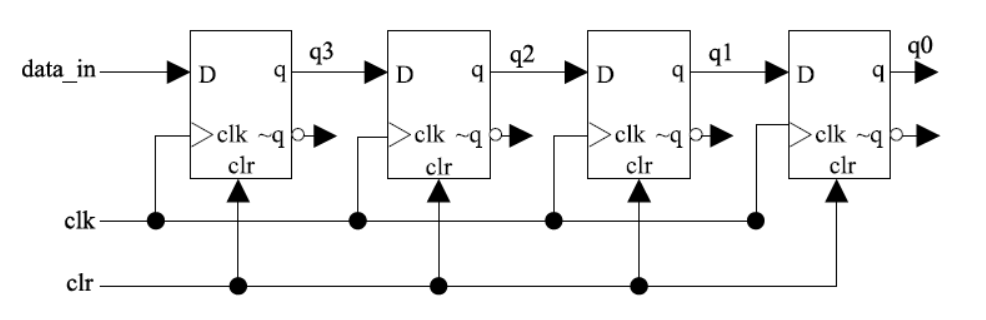 q3 q2 q1 q0
data_in D q D q D q D q
clk ~q clk ~q clk ~q clk ~q
clr clr clr clr
clk
clr